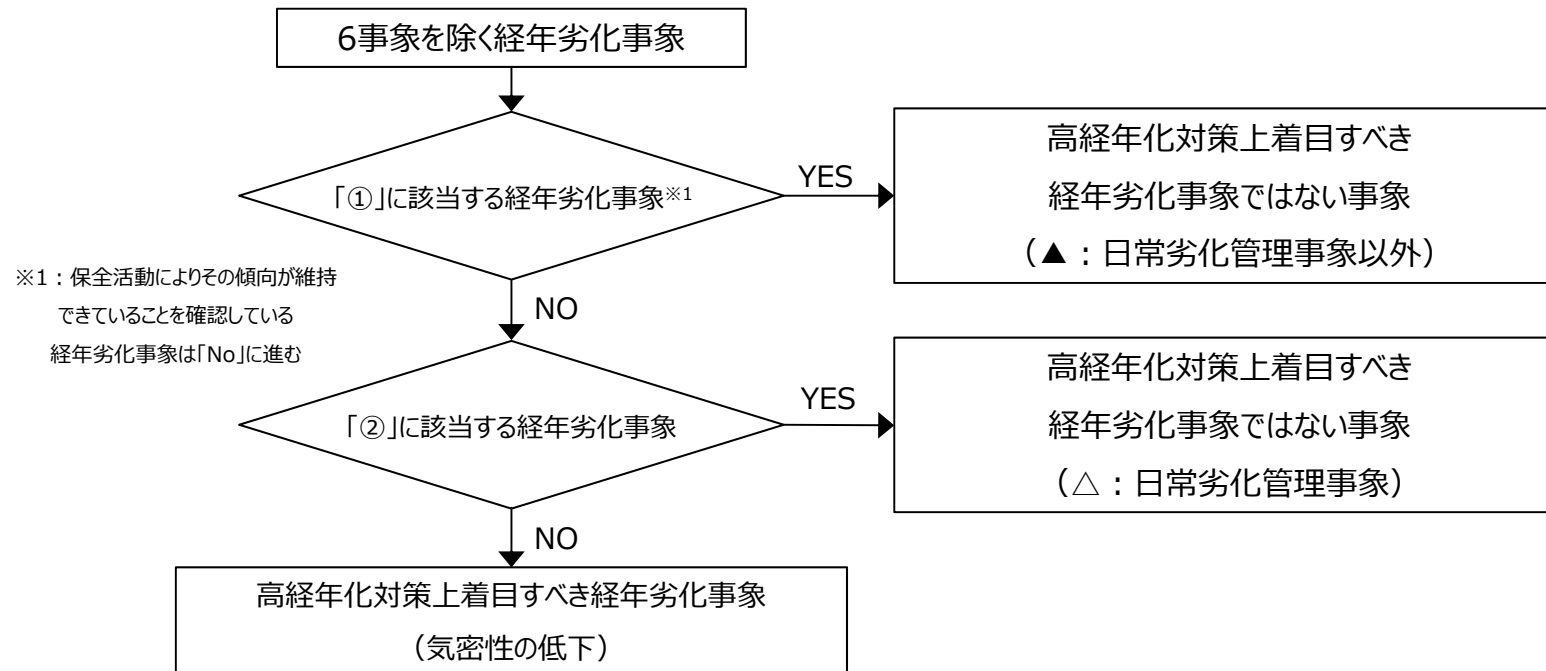 6事象を除く経年劣化事象
「①」に該当する経年劣化事象※1
YES
高経年化対策上着目すべき
経年劣化事象ではない事象
（▲：日常劣化管理事象以外）
※1：保全活動によりその傾向が維持
できていることを確認している
経年劣化事象は「No」に進む
NO
「②」に該当する経年劣化事象
YES
高経年化対策上着目すべき
経年劣化事象ではない事象
（△：日常劣化管理事象）
NO
高経年化対策上着目すべき経年劣化事象
（気密性の低下）